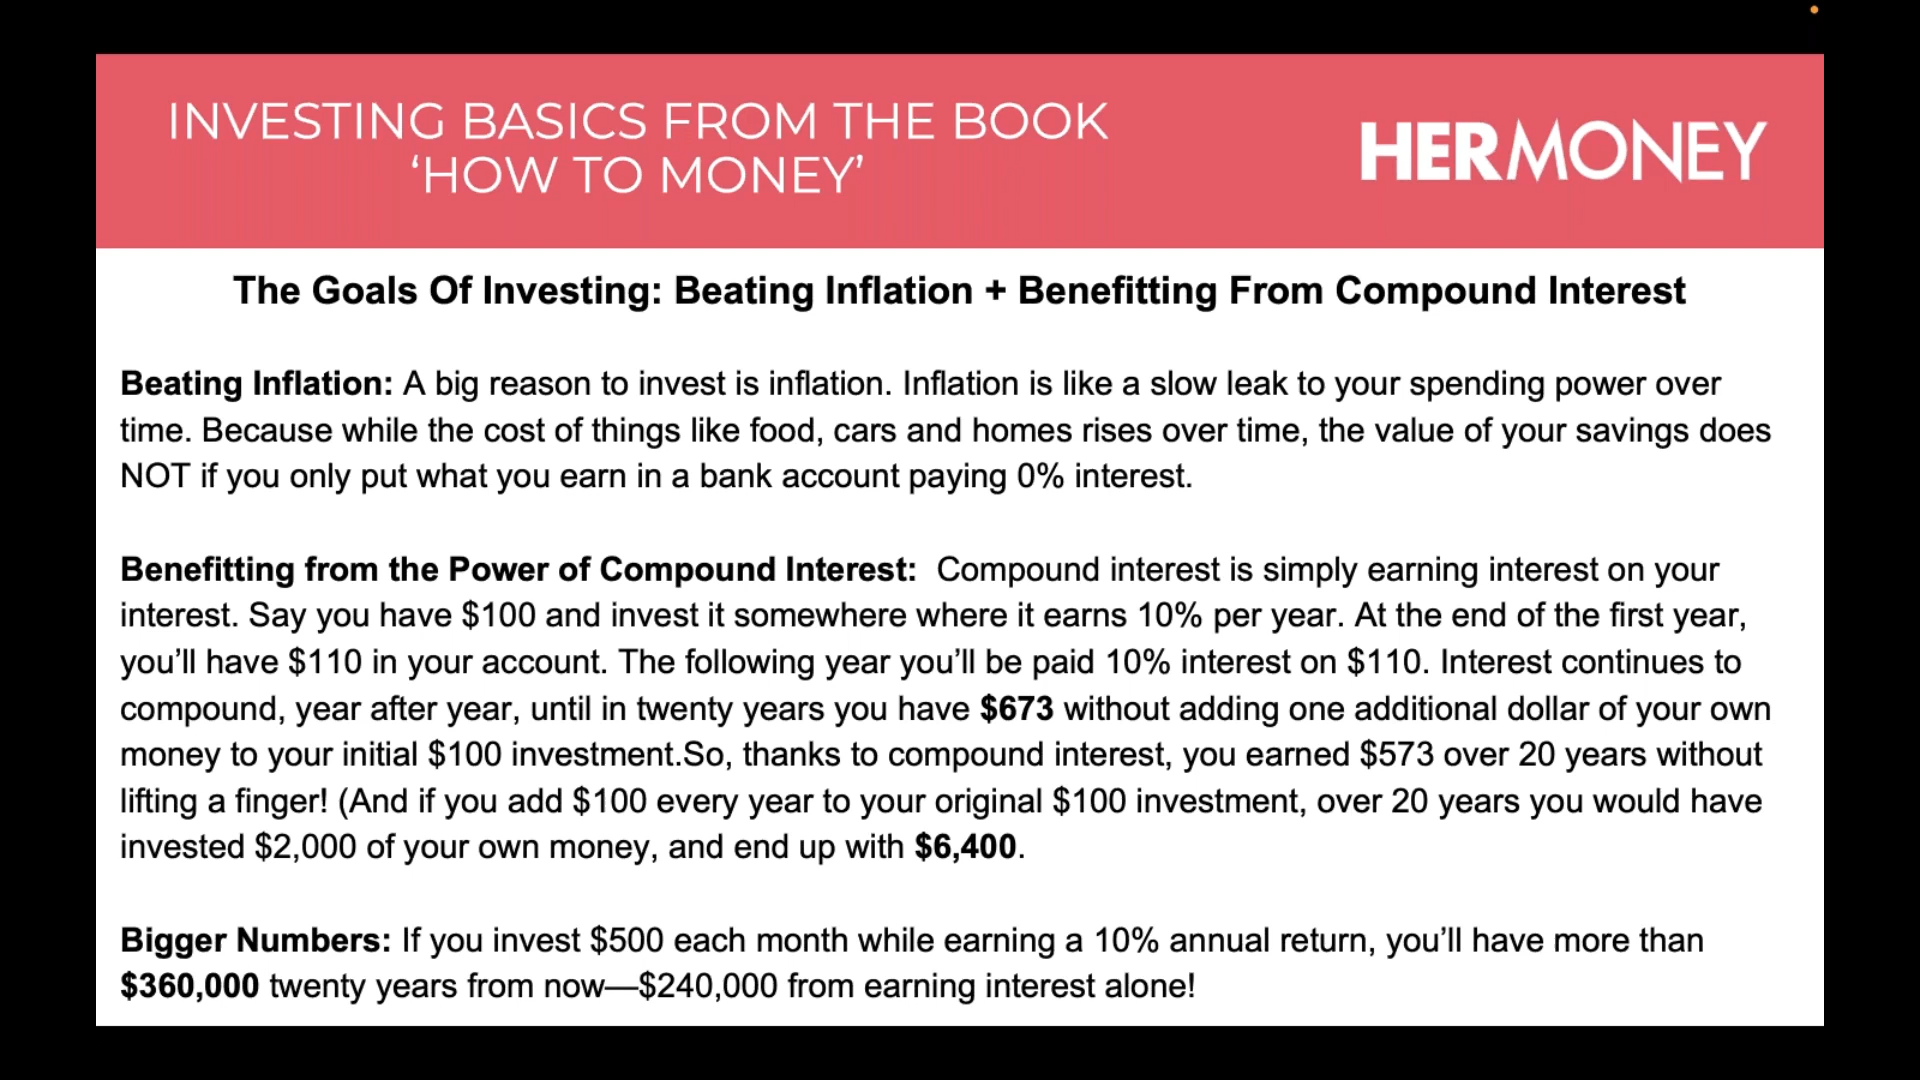 INVESTING BASICS FROM THE BOOK
‘HOW TO MONEY’
HERMONEY
The Goals Of Investing: Beating Inflation + Benefitting From Compound Interest
Beating Inflation: A big reason to invest is inflation. Inflation is like a slow leak to your spending power over
time. Because while the cost of things like food, cars and homes rises over time, the value of your savings does
NOT if you only put what you earn in a bank account paying 0% interest.
Benefitting from the Power of Compound Interest:  Compound interest is simply earning interest on your
interest. Say you have $100 and invest it somewhere where it earns 10% per year. At the end of the first year,
you’ll have $110 in your account. The following year you’ll be paid 10% interest on $110. Interest continues to
compound, year after year, until in twenty years you have $673 without adding one additional dollar of your own
money to your initial $100 investment.So, thanks to compound interest, you earned $573 over 20 years without
lifting a finger! (And if you add $100 every year to your original $100 investment, over 20 years you would have
invested $2,000 of your own money, and end up with $6,400.
Bigger Numbers: If you invest $500 each month while earning a 10% annual return, you’ll have more than
$360,000 twenty years from now—$240,000 from earning interest alone!